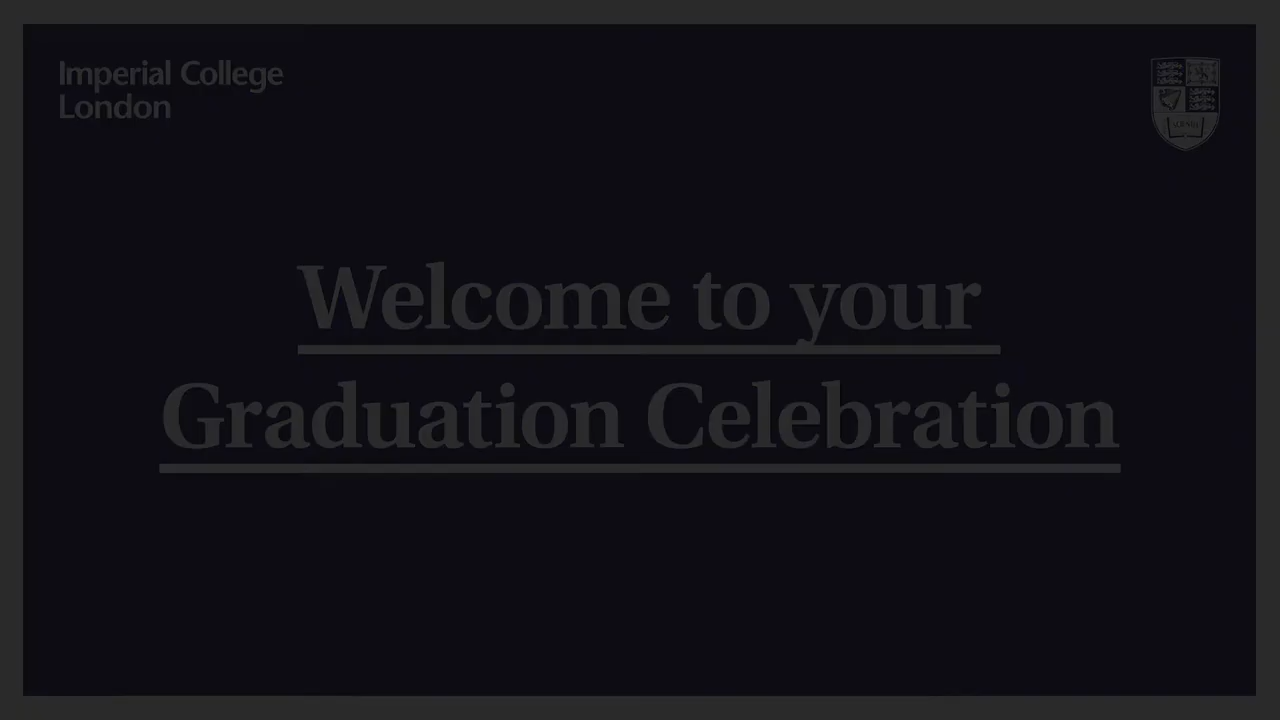 Imperial College
London
Welcome to your
Graduation Celebration